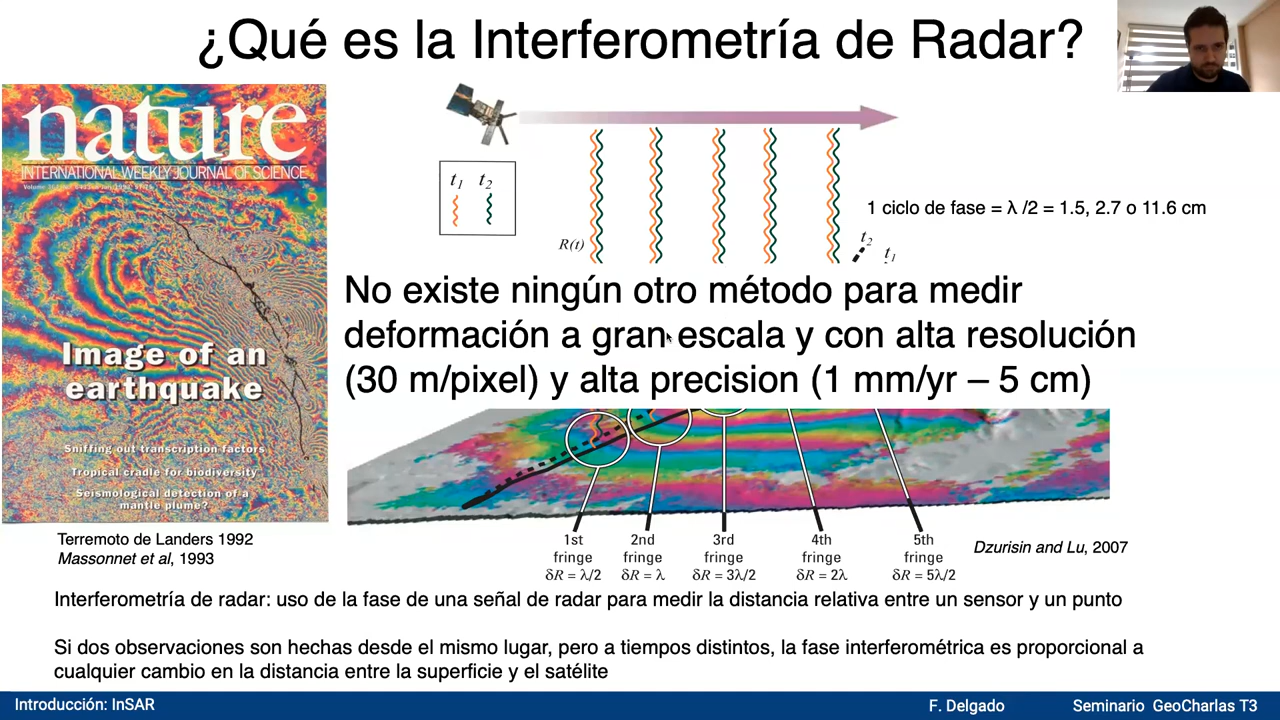 ¿Qué es la Interferometría de Radar?
nature
INTERNATIONAL WEEKLY JOURNAL OF SCIENCE
Image of an
earthquake
Sniffing out transcription factors
Tropical cradle for biodiversity
Seismological detection of a
mantle plume?
Terremoto de Landers 1992
Massonnet et al, 1993
t1 t2
R(t)
t2
t1
1 ciclo de fase = λ /2 = 1.5, 2.7 o 11.6 cm
No existe ningún otro método para medir
deformación a gran escala y con alta resolución
(30 m/pixel) y alta precision (1 mm/yr – 5 cm)
1st
fringe
δR = λ/2
2nd
fringe
δR = λ
3rd
fringe
δR = 3λ/2
4th
fringe
δR = 2λ
5th
fringe
δR = 5λ/2
Dzurisin and Lu, 2007
Interferometría de radar: uso de la fase de una señal de radar para medir la distancia relativa entre un sensor y un punto
Si dos observaciones son hechas desde el mismo lugar, pero a tiempos distintos, la fase interferométrica es proporcional a
cualquier cambio en la distancia entre la superficie y el satélite
Introducción: InSAR
F. Delgado
Seminario GeoCharlas T3